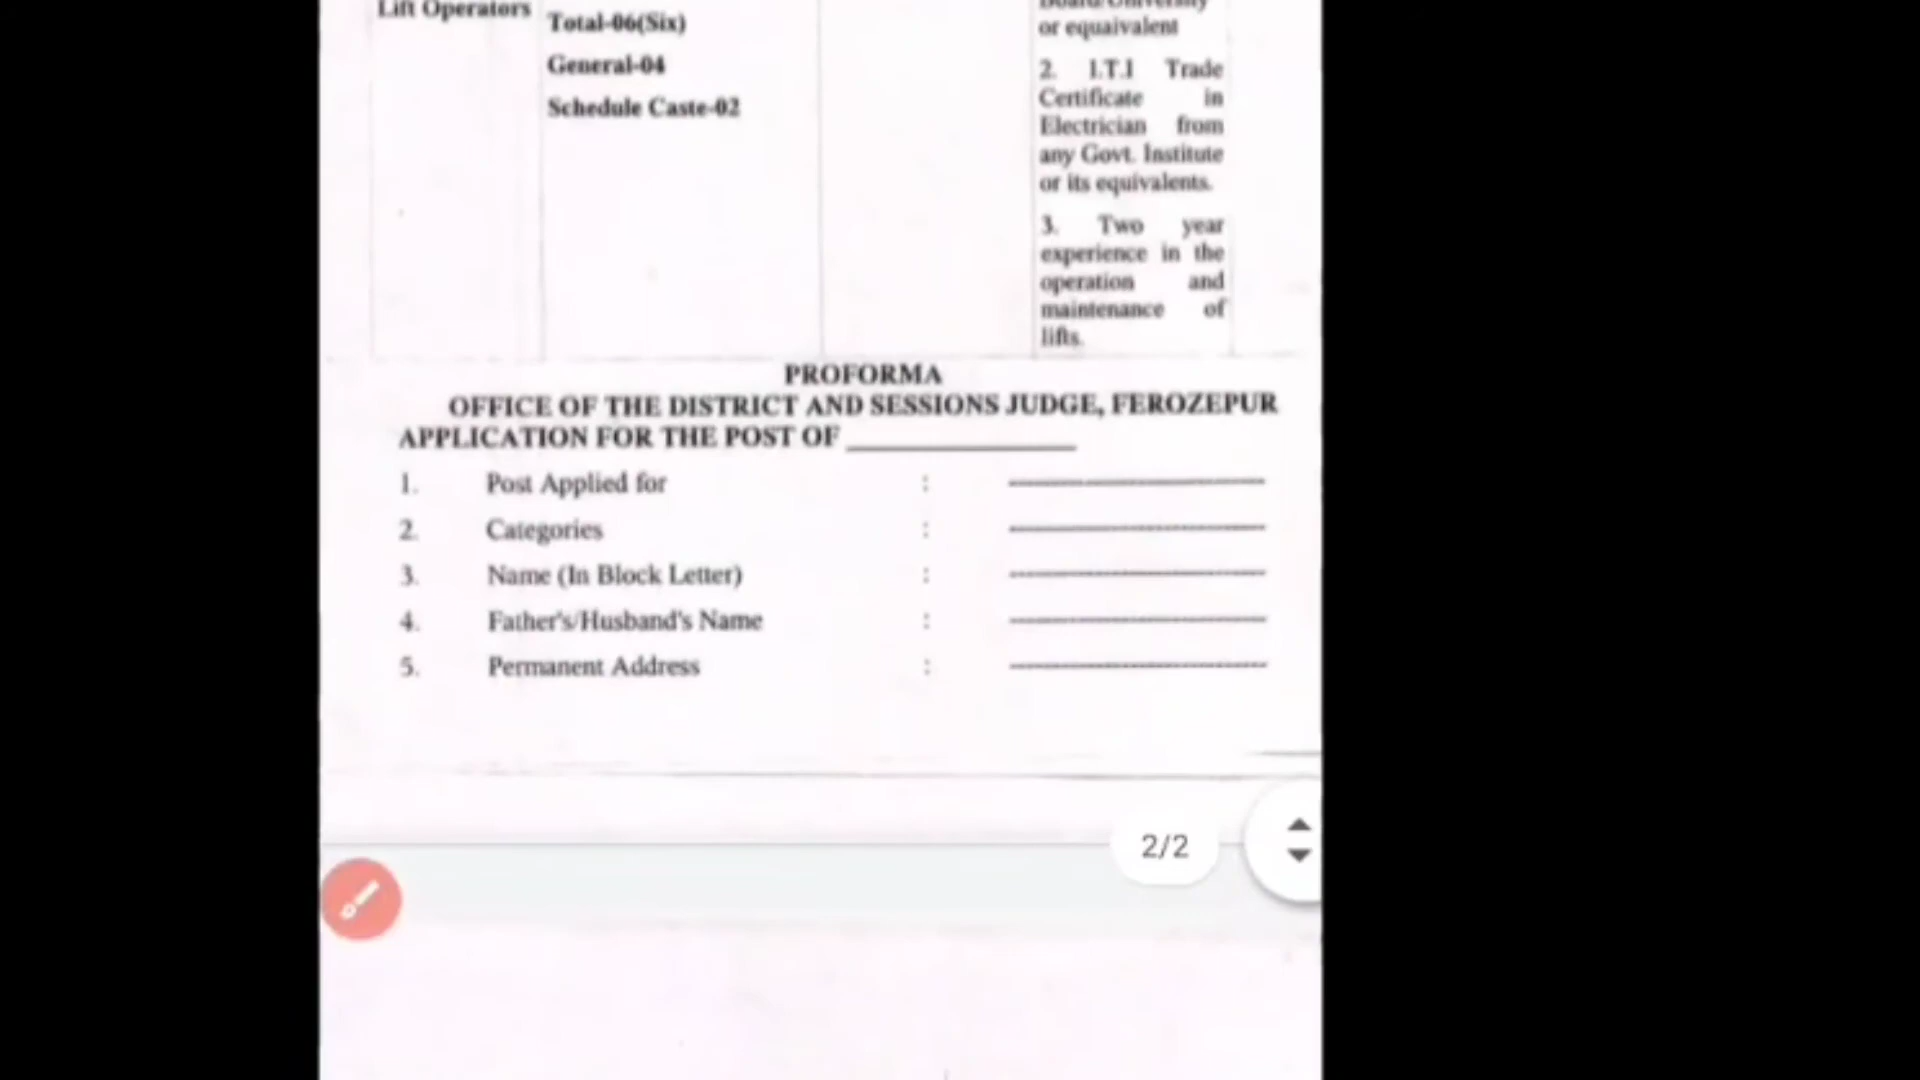 Lift Operators
Total-06(Six)
General-04
Schedule Caste-02
Board/University
or equaivalent
2. I.T.I Trade
Certificate in
Electrician from
any Govt. Institute
or its equivalents.
3. Two year
experience in the
operation and
maintenance of
lifts.
PROFORMA
OFFICE OF THE DISTRICT AND SESSIONS JUDGE, FEROZEPUR
APPLICATION FOR THE POST OF ________________
1. Post Applied for :
2. Categories :
3. Name (In Block Letter) :
4. Father's/Husband's Name :
5. Permanent Address :
2/2